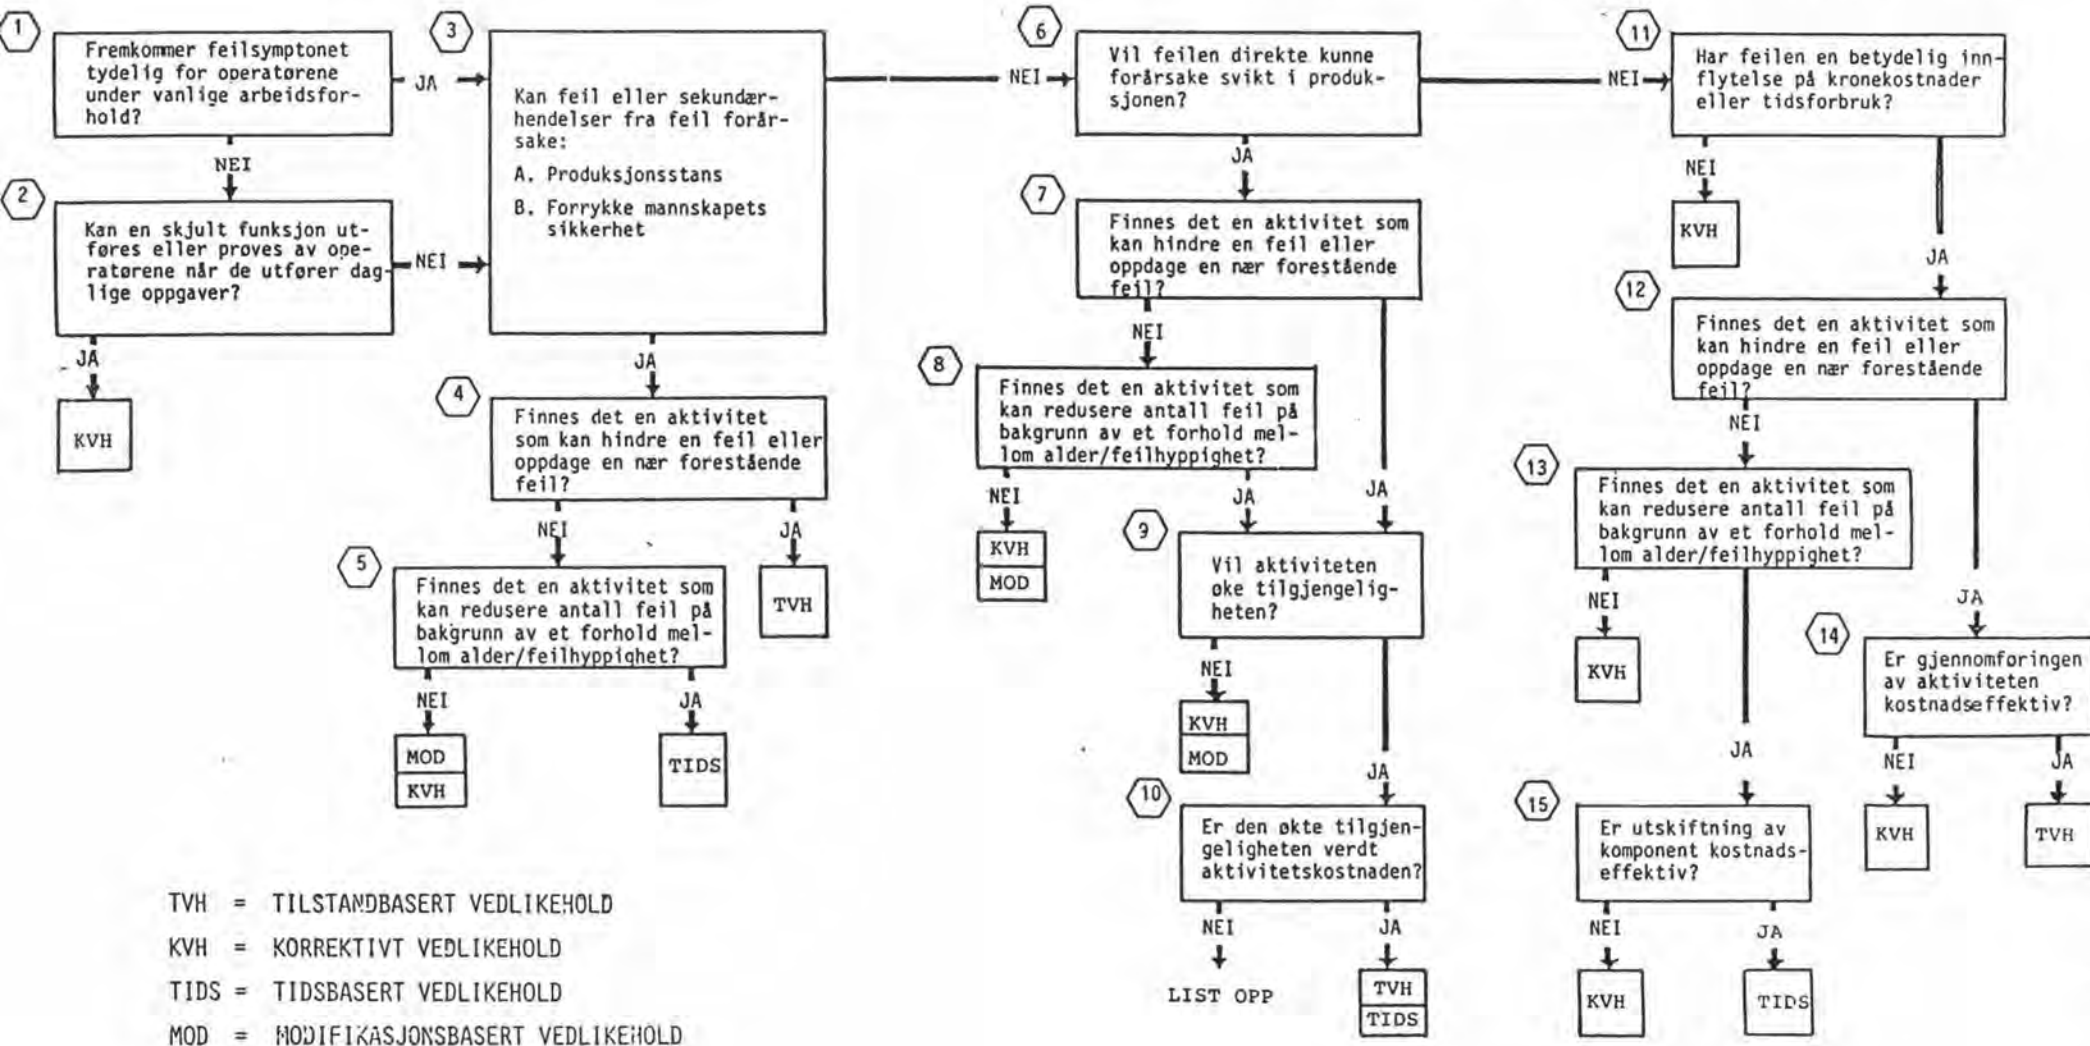 1
Fremkommer feilsymptonet
tydelig for operatørene
under vanlige arbeidsfor-
hold?
JA
NEI
2
Kan en skjult funksjon ut-
føres eller prøves av ope-
ratørene når de utfører dag-
lige oppgaver?
NEI
JA
KVH
3
Kan feil eller sekundær-
hendelser fra feil forår-
sake:
A. Produksjonsstans
B. Forrykke mannskapets
sikkerhet
NEI
JA
4
Finnes det en aktivitet
som kan hindre en feil eller
oppdage en nær forestående
feil?
NEI
JA
TVH
5
Finnes det en aktivitet som
kan redusere antall feil på
bakgrunn av et forhold mel-
lom alder/feilhyppighet?
NEI
JA
MOD
KVH
TIDS
6
Vil feilen direkte kunne
forårsake svikt i produk-
sjonen?
NEI
JA
7
Finnes det en aktivitet som
kan hindre en feil eller
oppdage en nær forestående
feil?
NEI
JA
8
Finnes det en aktivitet som
kan redusere antall feil på
bakgrunn av et forhold mel-
lom alder/feilhyppighet?
NEI
JA
KVH
MOD
9
Vil aktiviteten
øke tilgjengelig-
heten?
NEI
JA
KVH
MOD
10
Er den økte tilgjen-
geligheten verdt
aktivitetskostnaden?
NEI
JA
LIST OPP
TVH
TIDS
11
Har feilen en betydelig inn-
flytelse på kronekostnader
eller tidsforbruk?
NEI
JA
KVH
12
Finnes det en aktivitet som
kan hindre en feil eller
oppdage en nær forestående
feil?
NEI
JA
13
Finnes det en aktivitet som
kan redusere antall feil på
bakgrunn av et forhold mel-
lom alder/feilhyppighet?
NEI
JA
KVH
14
Er gjennomføringen
av aktiviteten
kostnadseffektiv?
NEI
JA
KVH
TVH
15
Er utskiftning av
komponent kostnads-
effektiv?
NEI
JA
KVH
TIDS
TVH = TILSTANDBASERT VEDLIKEHOLD
KVH = KORREKTIVT VEDLIKEHOLD
TIDS = TIDSBASERT VEDLIKEHOLD
MOD = MODIFIKASJONSBASERT VEDLIKEHOLD